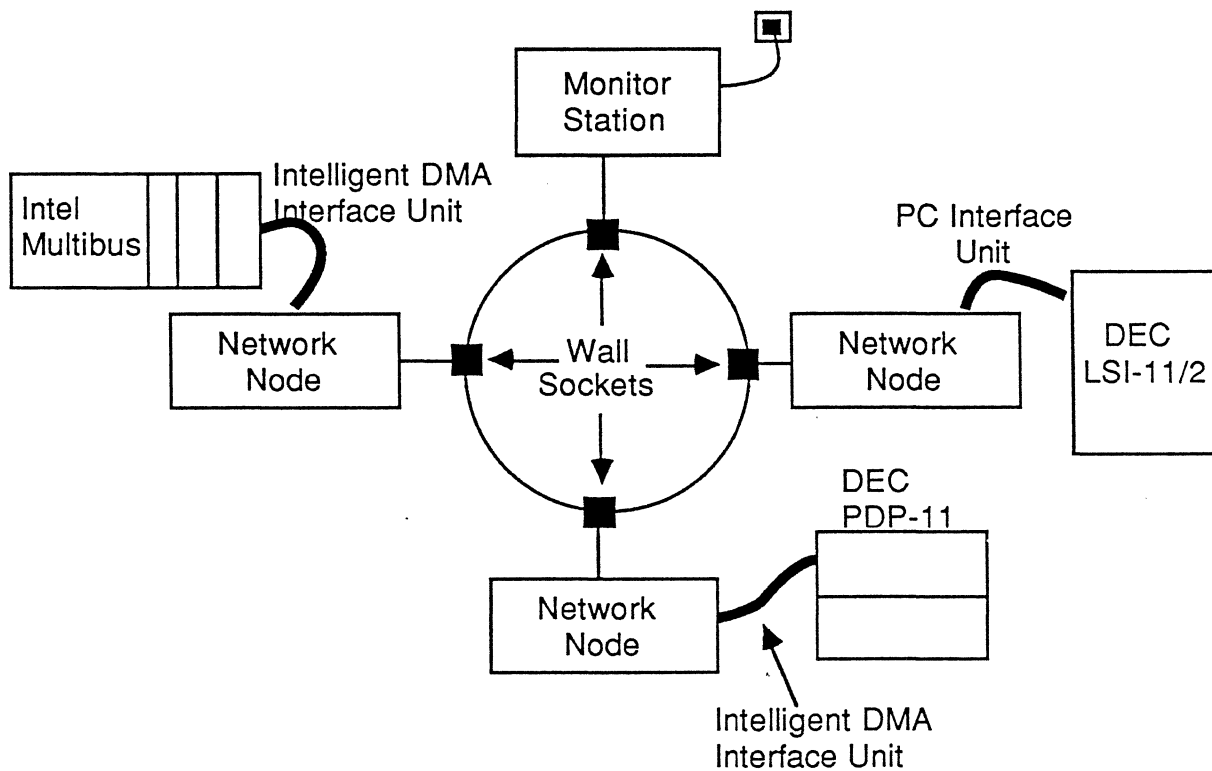 Monitor
Station
Intelligent DMA
Interface Unit
Intel
Multibus
PC Interface
Unit
Network
Node
Wall
Sockets
Network
Node
DEC
LSI-11/2
DEC
PDP-11
Network
Node
Intelligent DMA
Interface Unit